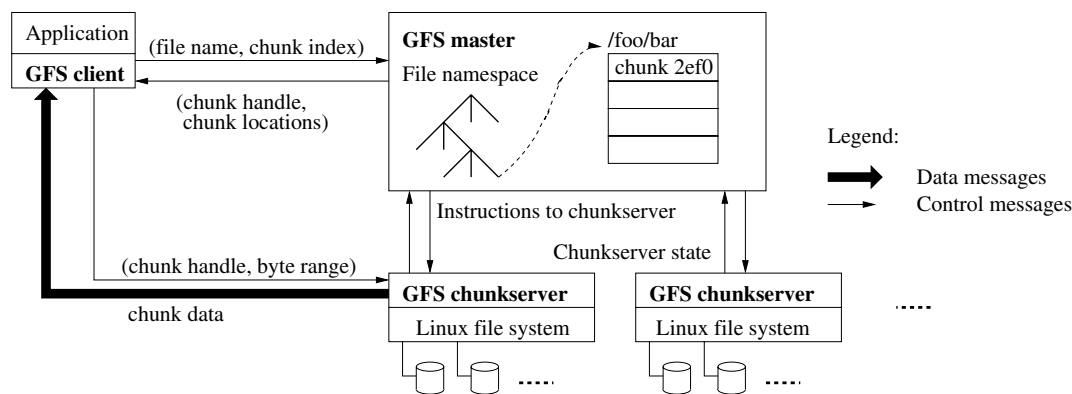 Application
GFS client
(file name, chunk index)
(chunk handle,
chunk locations)
GFS master
File namespace
/foo/bar
chunk 2ef0
Legend:
Data messages
Control messages
Instructions to chunkserver
Chunkserver state
(chunk handle, byte range)
chunk data
GFS chunkserver
Linux file system
GFS chunkserver
Linux file system